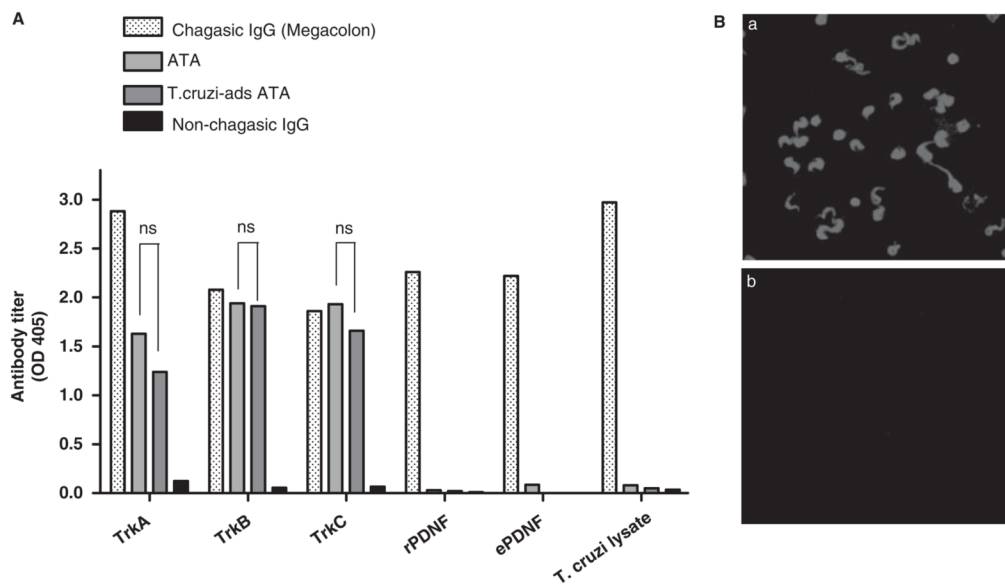 A
Chagasic IgG (Megacolon)
ATA
T.cruzi-ads ATA
Non-chagasic IgG
Antibody titer
(OD 405)
3.0
2.5
2.0
1.5
1.0
0.5
0.0
ns
ns
ns
TrkA
TrkB
TrkC
rPDNF
ePDNF
T. cruzi lysate
B
a
b